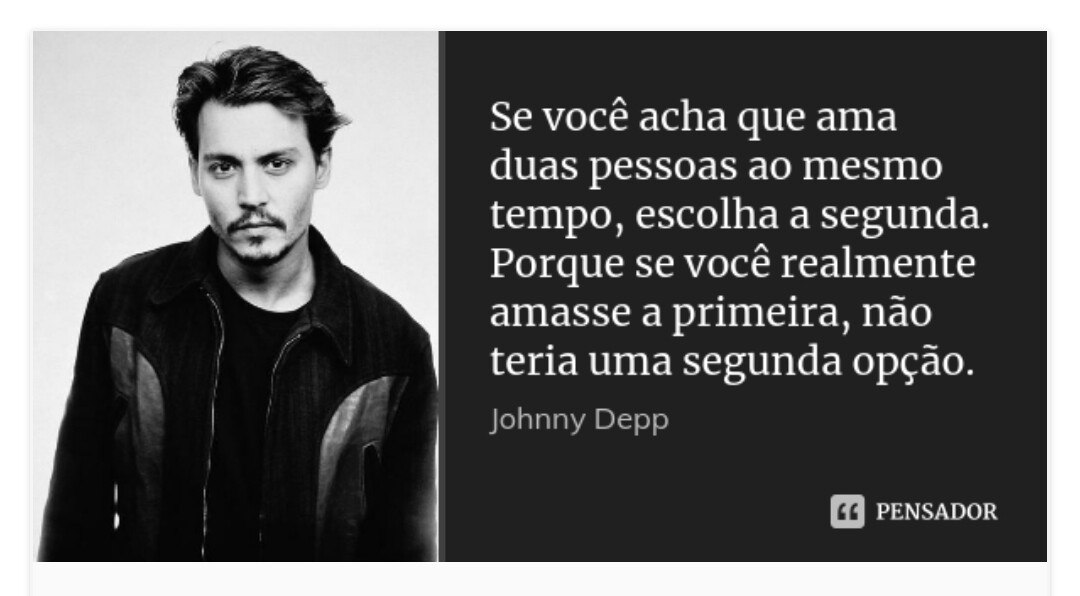 Se você acha que ama
duas pessoas ao mesmo
tempo, escolha a segunda.
Porque se você realmente
amasse a primeira, não
teria uma segunda opção.
Johnny Depp
PENSADOR